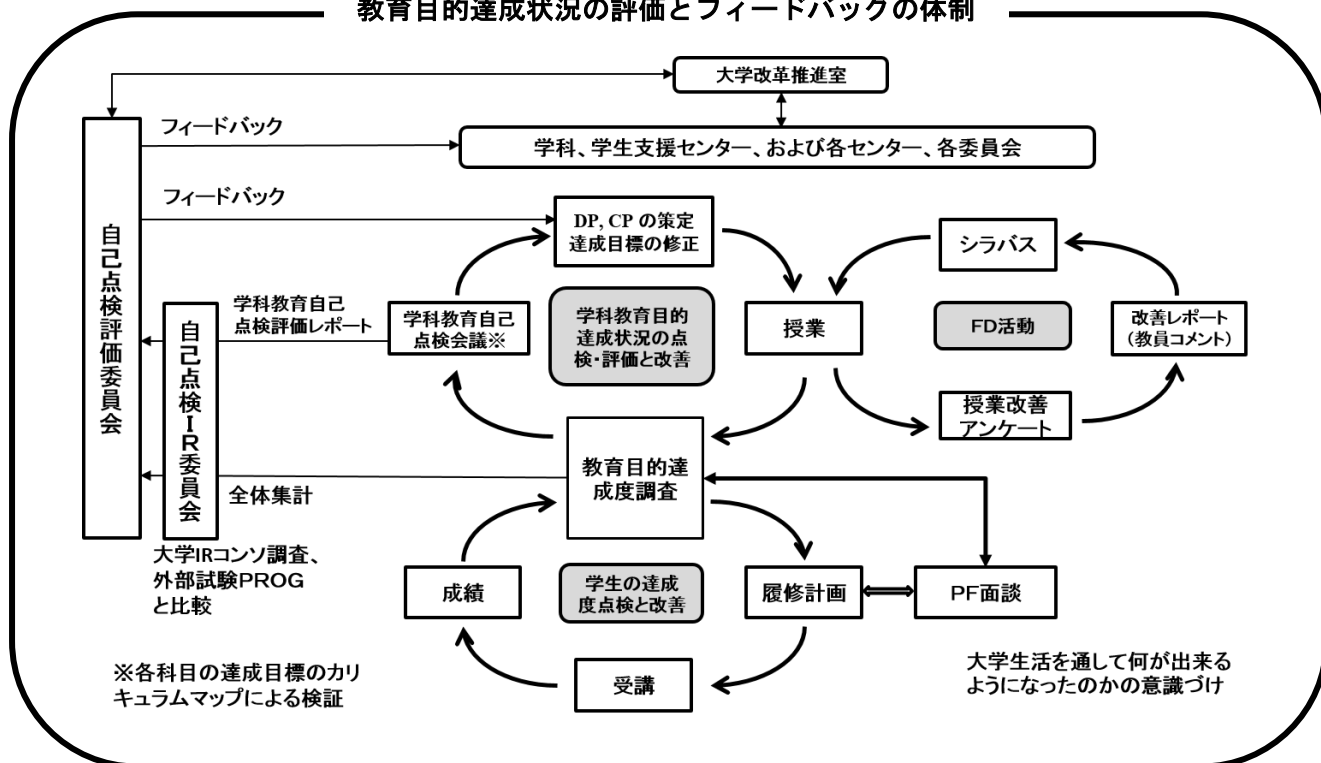 教育目的達成状況の評価とフィードバックの体制
大学改革推進室
フィードバック
学科、学生支援センター、および各センター、各委員会
フィードバック
DP, CP の策定
達成目標の修正
シラバス
自己点検評価委員会
自己点検IR委員会
学科教育自己
点検評価レポート
学科教育自己
点検会議※
学科教育目的
達成状況の点
検・評価と改善
授業
FD活動
改善レポート
(教員コメント)
授業改善
アンケート
教育目的達
成度調査
全体集計
大学IRコンソ調査、
外部試験PROG
と比較
成績
学生の達成
度点検と改善
履修計画
PF面談
受講
※各科目の達成目標のカリ
キュラムマップによる検証
大学生活を通して何が出来る
ようになったのかの意識づけ